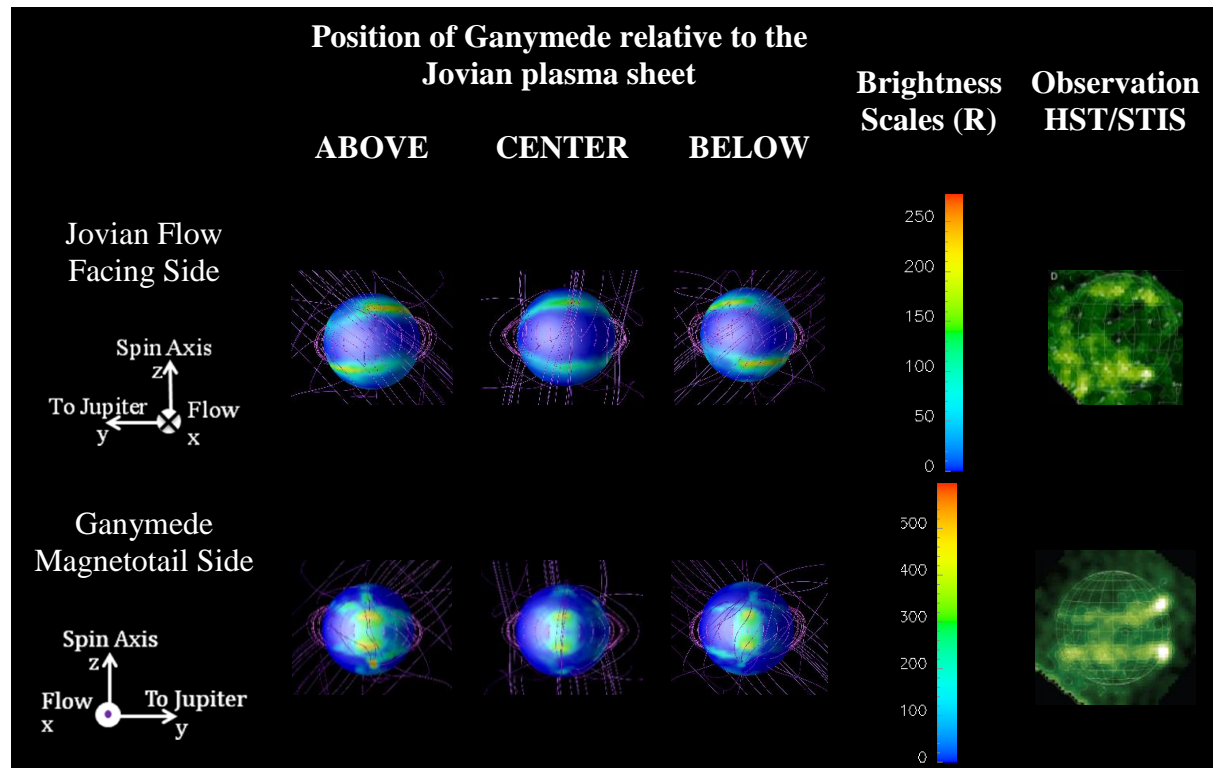 Position of Ganymede relative to the
Jovian plasma sheet
ABOVE
CENTER
BELOW
Brightness
Scales (R)
Observation
HST/STIS
Jovian Flow
Facing Side
Spin Axis
z
To Jupiter
y
Flow
x
250
200
150
100
50
0
D
Ganymede
Magnetotail Side
Spin Axis
z
Flow
x
To Jupiter
y
500
400
300
200
100
0